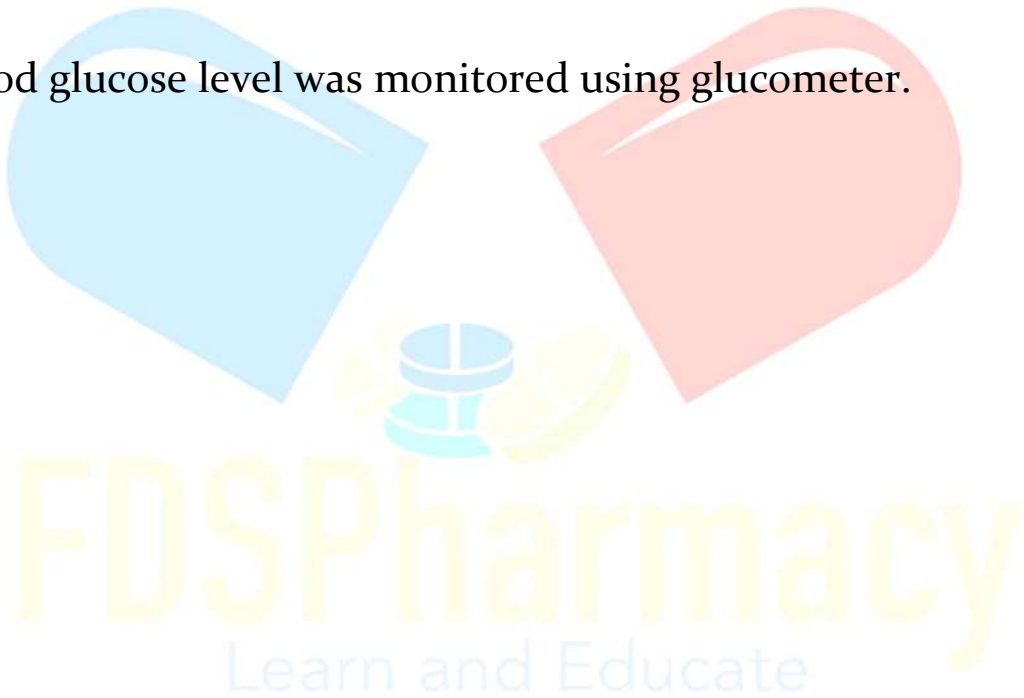 od glucose level was monitored using glucometer.
FDSPharmacy
Learn and Educate